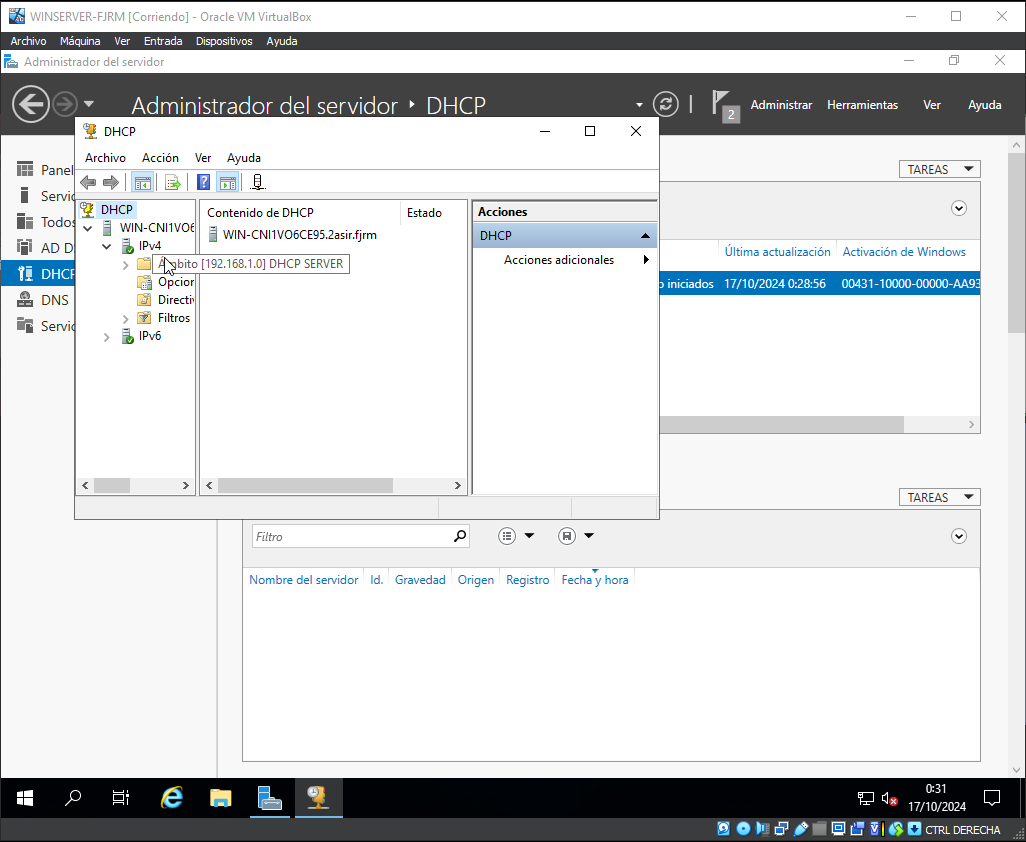 WINSERVER-FJRM [Corriendo] - Oracle VM VirtualBox
Archivo Máquina Ver Entrada Dispositivos Ayuda
Administrador del servidor
Administrador del servidor DHCP
2
Administrar Herramientas Ver Ayuda
DHCP
Archivo Acción Ver Ayuda
Panel
Servic
Todos
AD D
DHCP
DNS
Servic
DHCP
WIN-CNI1VO6
IPv4
Ámbito [192.168.1.0] DHCP SERVER
Opcion
Directiv
Filtros
IPv6
Contenido de DHCP Estado
WIN-CNI1VO6CE95.2asir.fjrm
Acciones
DHCP
Acciones adicionales
TAREAS
Última actualización Activación de Windows
o iniciados 17/10/2024 0:28:56 00431-10000-00000-AA93
TAREAS
Filtro
Nombre del servidor Id. Gravedad Origen Registro Fecha y hora
0:31
17/10/2024
CTRL DERECHA